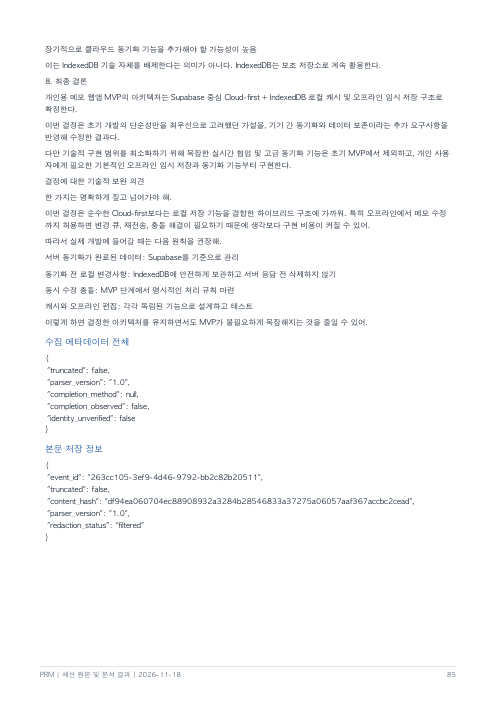 장기적으로 클라우드 동기화 기능을 추가해야 할 가능성이 높음
이는 IndexedDB 기술 자체를 배제한다는 의미가 아니다. IndexedDB는 보조 저장소로 계속 활용한다.
8. 최종 결론
개인용 메모 웹앱 MVP의 아키텍처는 Supabase 중심 Cloud-first + IndexedDB 로컬 캐시 및 오프라인 임시 저장 구조로
확정한다.
이번 결정은 초기 개발의 단순성만을 최우선으로 고려했던 가설을, 기기 간 동기화와 데이터 보존이라는 추가 요구사항을
반영해 수정한 결과다.
다만 기술적 구현 범위를 최소화하기 위해 복잡한 실시간 협업 및 고급 동기화 기능은 초기 MVP에서 제외하고, 개인 사용
자에게 필요한 기본적인 오프라인 임시 저장과 동기화 기능부터 구현한다.
결정에 대한 기술적 보완 의견
한 가지는 명확하게 짚고 넘어가야 해.
이번 결정은 순수한 Cloud-first보다는 로컬 저장 기능을 결합한 하이브리드 구조에 가까워. 특히 오프라인에서 메모 수정
까지 허용하면 변경 큐, 재전송, 충돌 해결이 필요하기 때문에 생각보다 구현 비용이 커질 수 있어.
따라서 실제 개발에 들어갈 때는 다음 원칙을 권장해.
서버 동기화가 완료된 데이터: Supabase를 기준으로 관리
동기화 전 로컬 변경사항: IndexedDB에 안전하게 보관하고 서버 응답 전 삭제하지 않기
동시 수정 충돌: MVP 단계에서 명시적인 처리 규칙 마련
캐시와 오프라인 편집: 각각 독립된 기능으로 설계하고 테스트
이렇게 하면 결정한 아키텍처를 유지하면서도 MVP가 불필요하게 복잡해지는 것을 줄일 수 있어.
수집 메타데이터 전체
{
"truncated": false,
"parser_version": "1.0",
"completion_method": null,
"completion_observed": false,
"identity_unverified": false
}
본문 저장 정보
{
"event_id": "263cc105-3ef9-4d46-9792-bb2c82b20511",
"truncated": false,
"content_hash": "df94ea060704ec88908932a3284b28546833a37275a06057aaf367accbc2cead",
"parser_version": "1.0",
"redaction_status": "filtered"
}
PRM | 세션 원문 및 분석 결과 | 2026-11-18
85